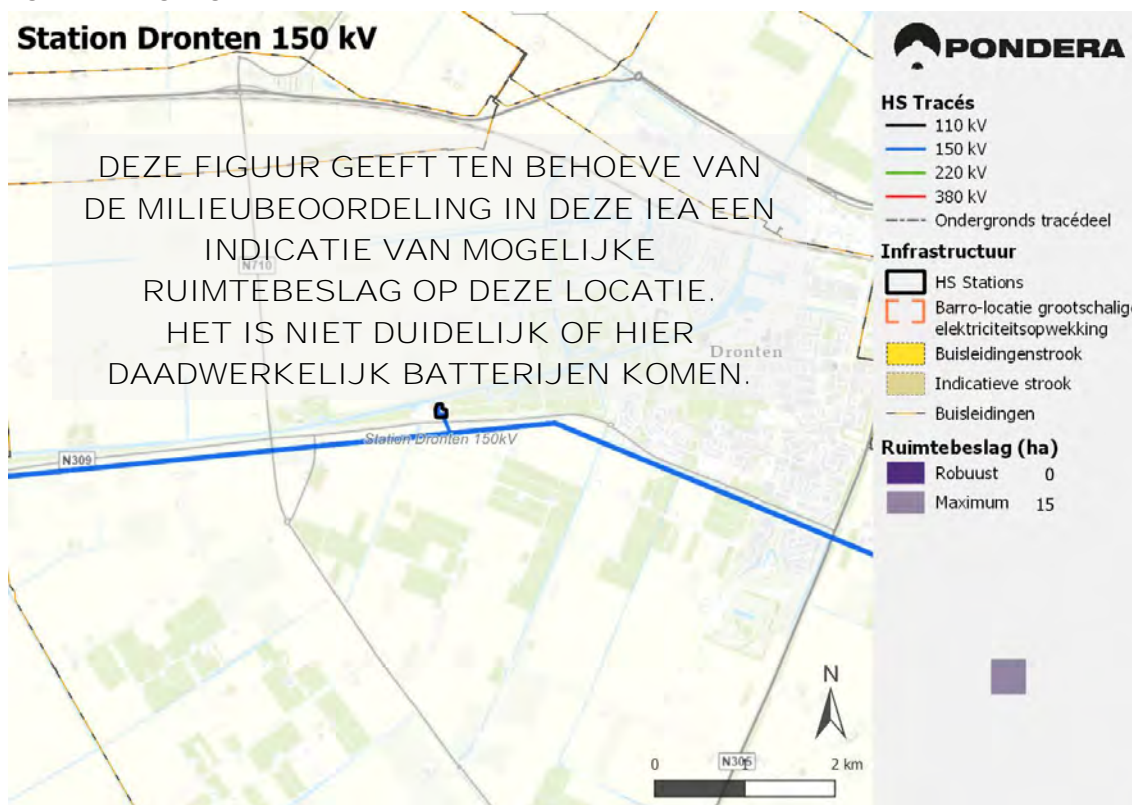 Station Dronten 150 kV
DEZE FIGUUR GEEFT TEN BEHOEVE VAN
DE MILIEUBEOORDELING IN DEZE IEA EEN
INDICATIE VAN MOGELIJKE
RUIMTEBESLAG OP DEZE LOCATIE.
HET IS NIET DUIDELIJK OF HIER
DAADWERKELIJK BATTERIJEN KOMEN.
N710
Dronten
Station Dronten 150kV
N309
N
N305
0 1 2 km
PONDERA
HS Tracés
110 kV
150 kV
220 kV
380 kV
Ondergronds tracédeel
Infrastructuur
HS Stations
Barro-locatie grootschalige
elektriciteitsopwekking
Buisleidingenstrook
Indicatieve strook
Buisleidingen
Ruimtebeslag (ha)
Robuust 0
Maximum 15